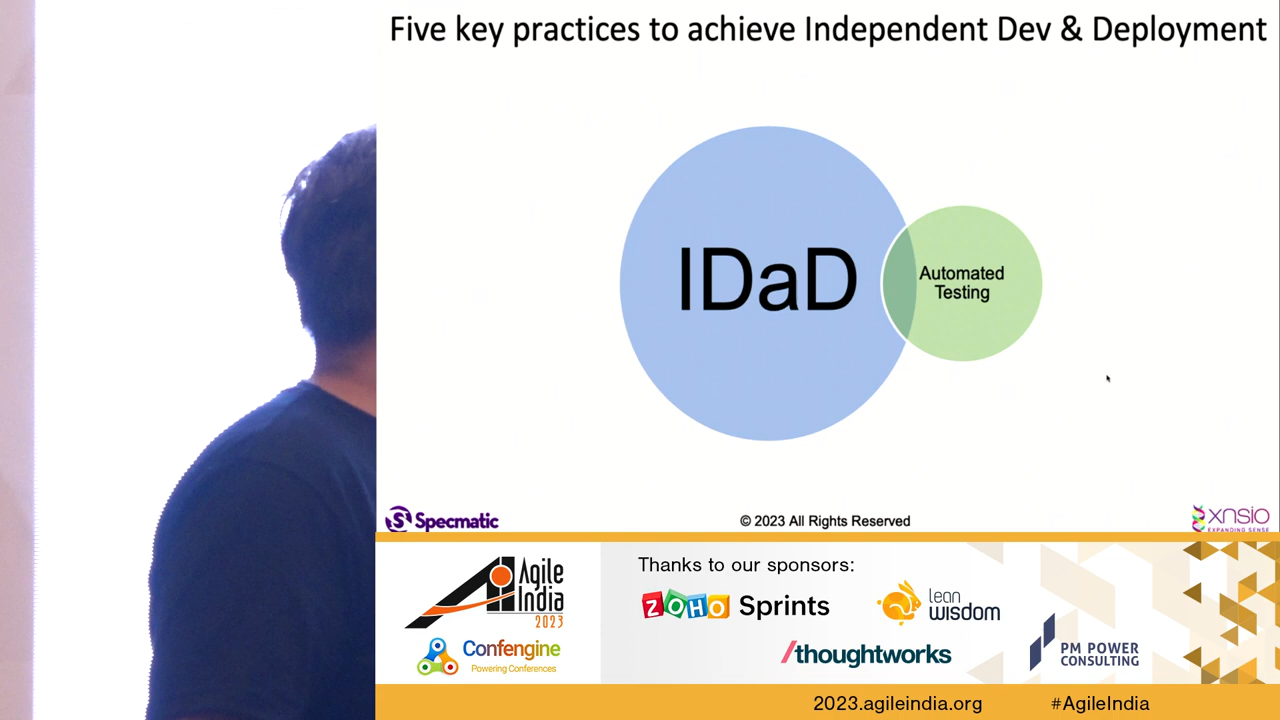 Five key practices to achieve Independent Dev & Deployment
IDaD
Automated
Testing
Specmatic
© 2023 All Rights Reserved
xnsio
EXPANDING SENSE
Agile
India
2023
Confengine
Powering Conferences
Thanks to our sponsors:
ZOHO Sprints
lean
wisdom
/thoughtworks
PM POWER
CONSULTING
2023.agileindia.org
#AgileIndia